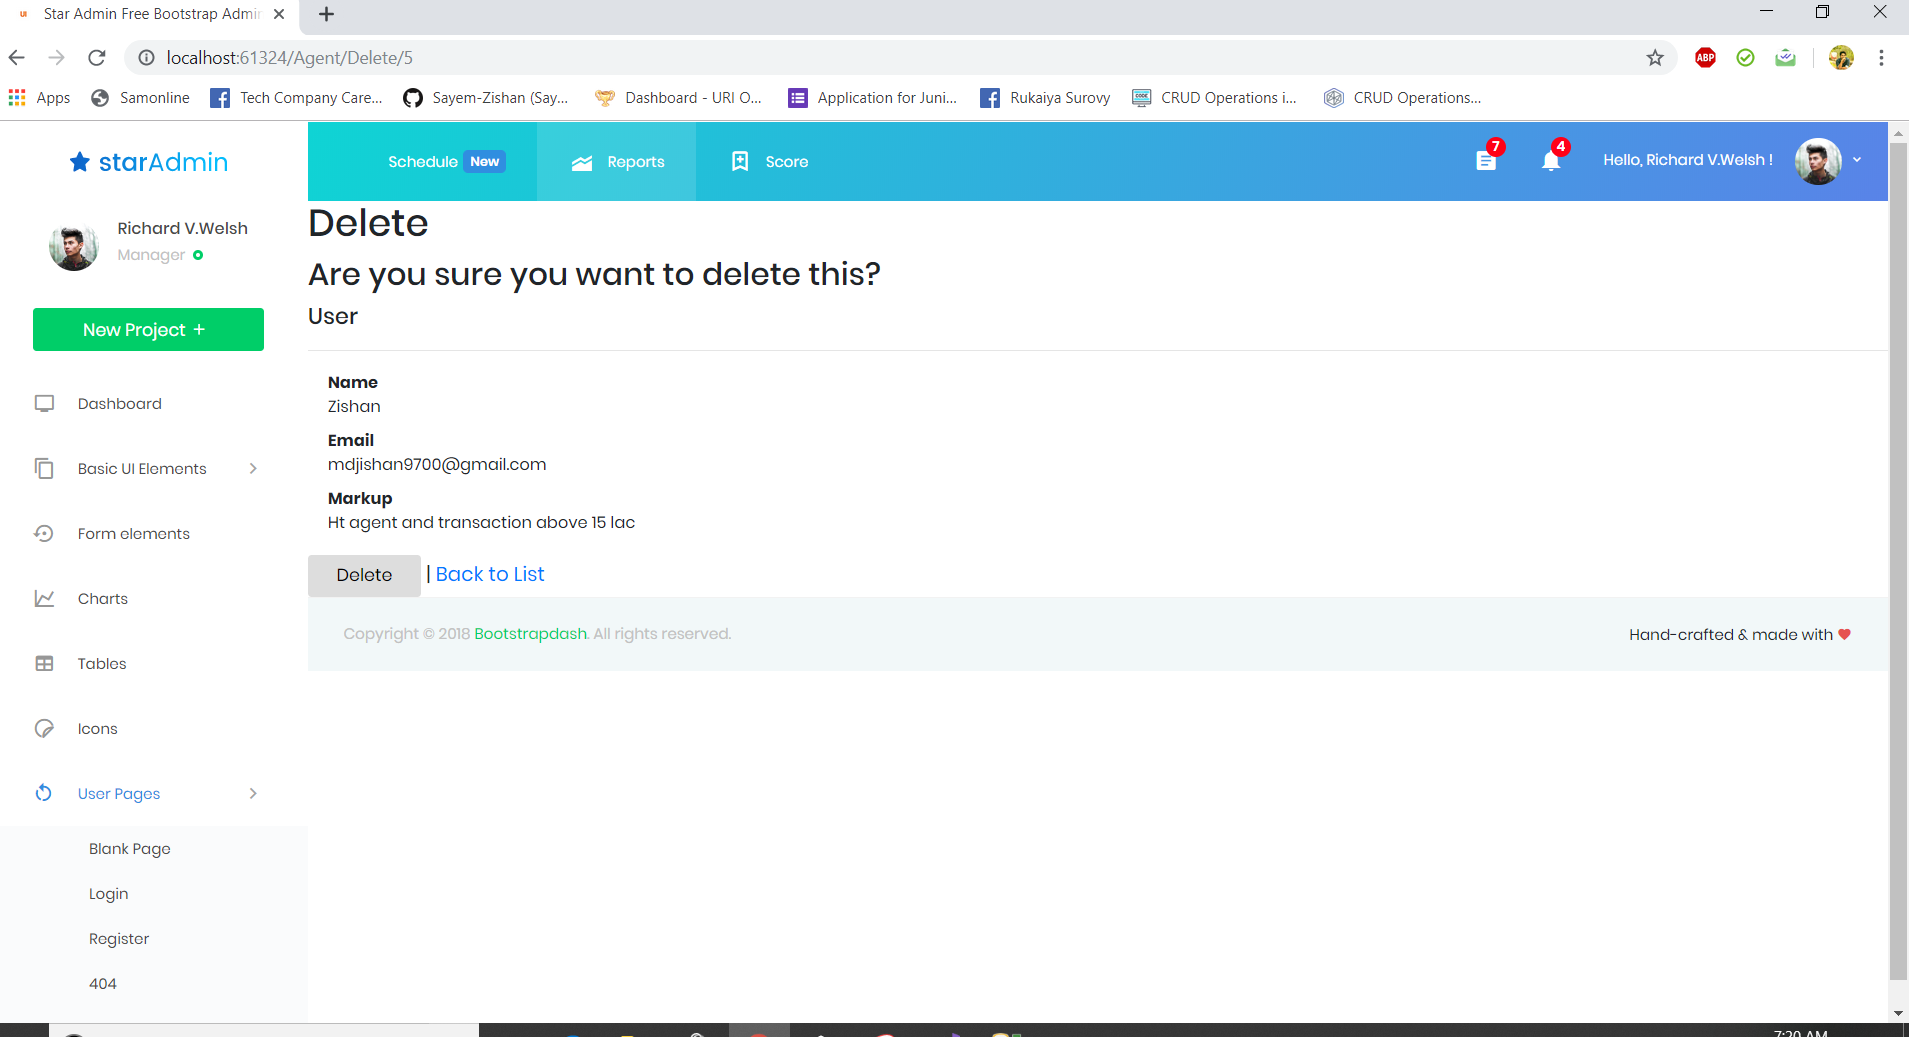 Star Admin Free Bootstrap Admin
localhost:61324/Agent/Delete/5
Apps Samonline Tech Company Care... Sayem-Zishan (Say... Dashboard - URI O... Application for Juni... Rukaiya Surovy CRUD Operations i... CRUD Operations...
ABP
starAdmin
Schedule New Reports Score 7 4 Hello, Richard V.Welsh !
Richard V.Welsh
Manager
New Project +
Dashboard
Basic UI Elements
Form elements
Charts
Tables
Icons
User Pages
Blank Page
Login
Register
404
Delete
Are you sure you want to delete this?
User
Name
Zishan
Email
mdjishan9700@gmail.com
Markup
Ht agent and transaction above 15 lac
Delete | Back to List
Copyright © 2018 Bootstrapdash. All rights reserved.
Hand-crafted & made with
7:20 AM